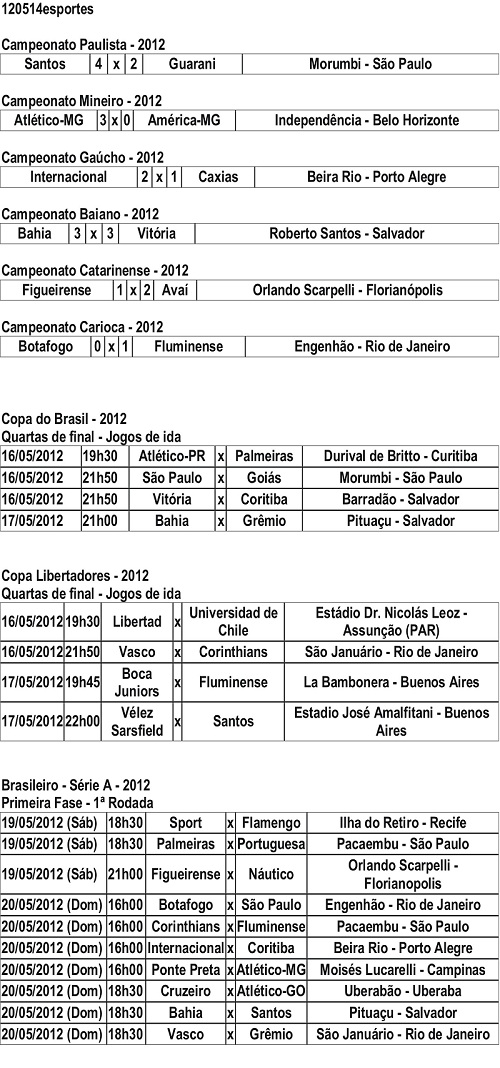 120514esportes
Campeonato Paulista - 2012
Santos 4 x 2 Guarani Morumbi - São Paulo
Campeonato Mineiro - 2012
Atlético-MG 3 x 0 América-MG Independência - Belo Horizonte
Campeonato Gaúcho - 2012
Internacional 2 x 1 Caxias Beira Rio - Porto Alegre
Campeonato Baiano - 2012
Bahia 3 x 3 Vitória Roberto Santos - Salvador
Campeonato Catarinense - 2012
Figueirense 1 x 2 Avaí Orlando Scarpelli - Florianópolis
Campeonato Carioca - 2012
Botafogo 0 x 1 Fluminense Engenhão - Rio de Janeiro
Copa do Brasil - 2012
Quartas de final - Jogos de ida
16/05/2012 19h30 Atlético-PR x Palmeiras Durival de Britto - Curitiba
16/05/2012 21h50 São Paulo x Goiás Morumbi - São Paulo
16/05/2012 21h50 Vitória x Coritiba Barradão - Salvador
17/05/2012 21h00 Bahia x Grêmio Pituaçu - Salvador
Copa Libertadores - 2012
Quartas de final - Jogos de ida
16/05/2012 19h30 Libertad x Universidad de Chile Estádio Dr. Nicolás Leoz - Assunção (PAR)
16/05/2012 21h50 Vasco x Corinthians São Januário - Rio de Janeiro
17/05/2012 19h45 Boca Juniors x Fluminense La Bambonera - Buenos Aires
17/05/2012 22h00 Vélez Sarsfield x Santos Estadio José Amalfitani - Buenos Aires
Brasileiro - Série A - 2012
Primeira Fase - 1ª Rodada
19/05/2012 (Sáb) 18h30 Sport x Flamengo Ilha do Retiro - Recife
19/05/2012 (Sáb) 18h30 Palmeiras x Portuguesa Pacaembu - São Paulo
19/05/2012 (Sáb) 21h00 Figueirense x Náutico Orlando Scarpelli - Florianopolis
20/05/2012 (Dom) 16h00 Botafogo x São Paulo Engenhão - Rio de Janeiro
20/05/2012 (Dom) 16h00 Corinthians x Fluminense Pacaembu - São Paulo
20/05/2012 (Dom) 16h00 Internacional x Coritiba Beira Rio - Porto Alegre
20/05/2012 (Dom) 16h00 Ponte Preta x Atlético-MG Moisés Lucarelli - Campinas
20/05/2012 (Dom) 18h30 Cruzeiro x Atlético-GO Uberabão - Uberaba
20/05/2012 (Dom) 18h30 Bahia x Santos Pituaçu - Salvador
20/05/2012 (Dom) 18h30 Vasco x Grêmio São Januário - Rio de Janeiro